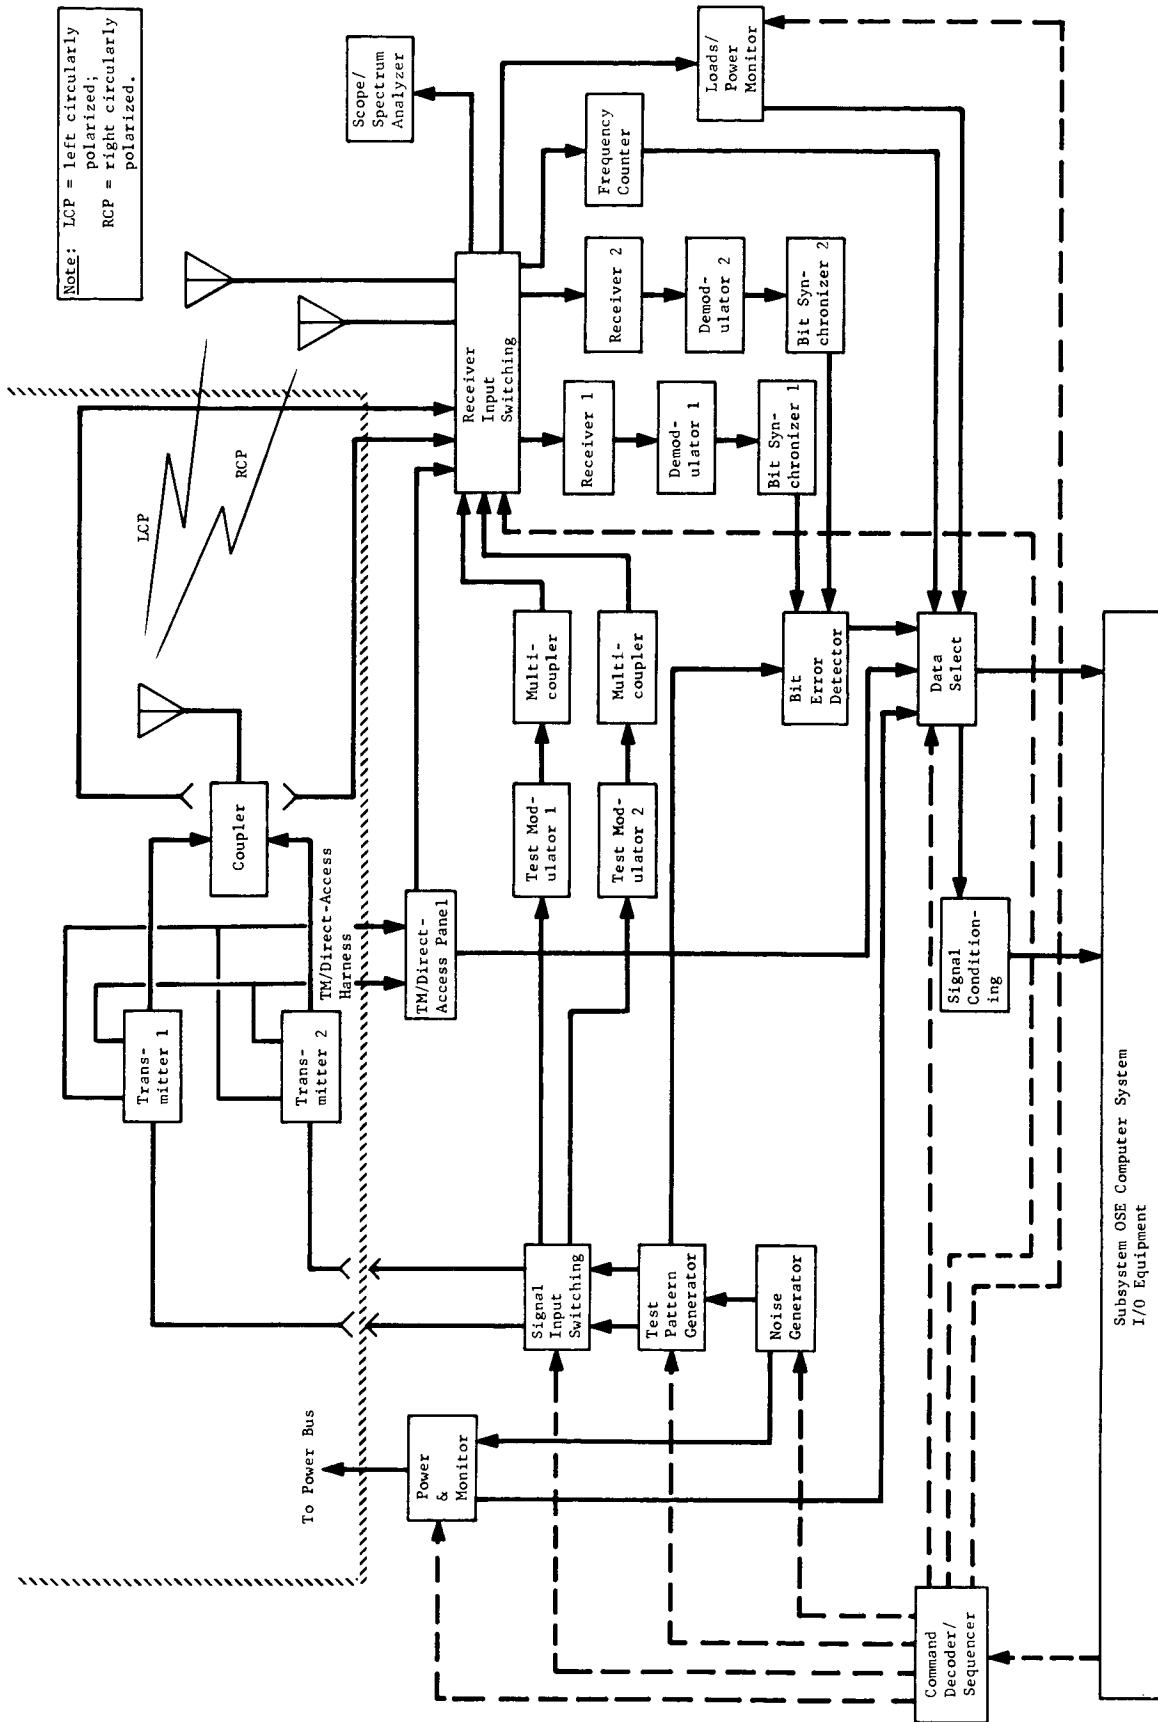 Note: LCP = left circularly
polarized;
RCP = right circularly
polarized.
Scope/
Spectrum
Analyzer
Loads/
Power
Monitor
Frequency
Counter
Receiver 2
Demod-
ulator 2
Bit Syn-
chronizer 2
Receiver
Input
Switching
Receiver 1
Demod-
ulator 1
Bit Syn-
chronizer 1
LCP
RCP
Multi-
coupler
Multi-
coupler
Bit
Error
Detector
Data
Select
Coupler
Test Mod-
ulator 1
Test Mod-
ulator 2
TM/Direct-Access
Harness
TM/Direct-
Access Panel
Signal
Condition-
ing
Trans-
mitter 1
Trans-
mitter 2
Signal
Input
Switching
Test
Pattern
Generator
Noise
Generator
To Power Bus
Power
&
Monitor
Command
Decoder/
Sequencer
Subsystem OSE Computer System
I/O Equipment